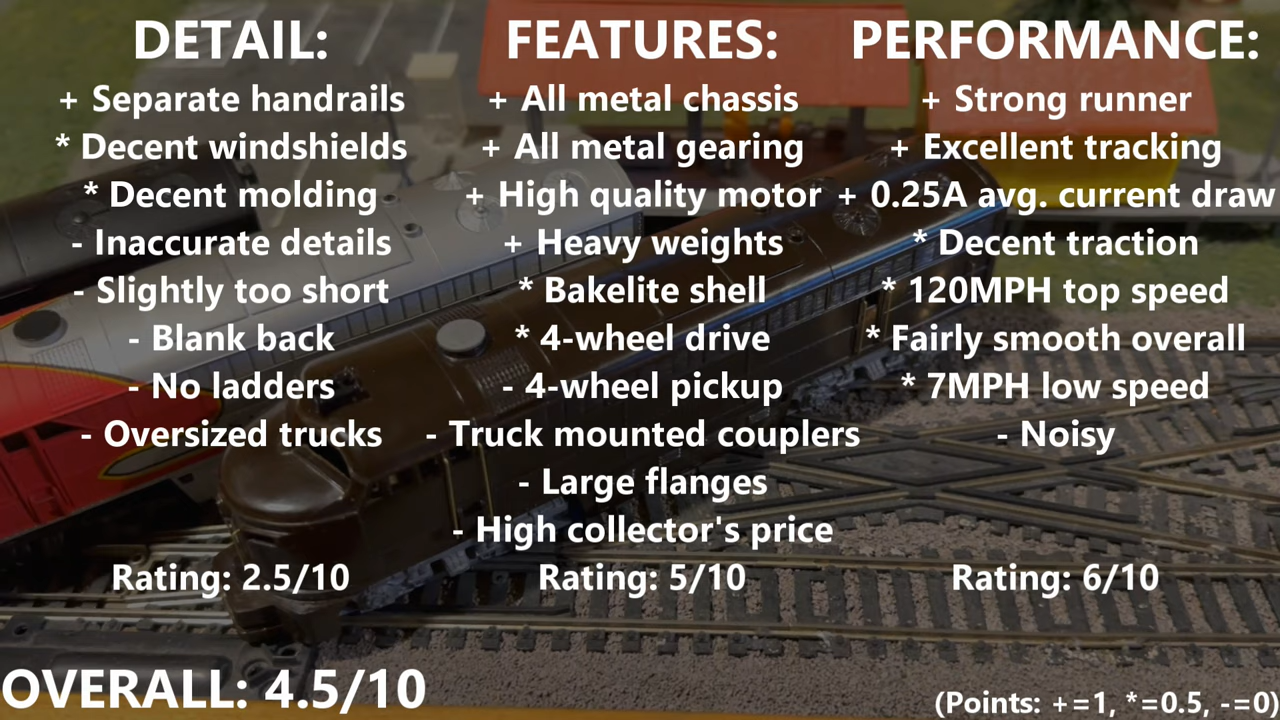 DETAIL:
+ Separate handrails
* Decent windshields
* Decent molding
- Inaccurate details
- Slightly too short
- Blank back
- No ladders
- Oversized trucks
Rating: 2.5/10
FEATURES:
+ All metal chassis
+ All metal gearing
+ High quality motor
+ Heavy weights
* Bakelite shell
* 4-wheel drive
- 4-wheel pickup
- Truck mounted couplers
- Large flanges
- High collector's price
Rating: 5/10
PERFORMANCE:
+ Strong runner
+ Excellent tracking
+ 0.25A avg. current draw
* Decent traction
* 120MPH top speed
* Fairly smooth overall
* 7MPH low speed
- Noisy
Rating: 6/10
OVERALL: 4.5/10
(Points: +=1, *=0.5, -=0)